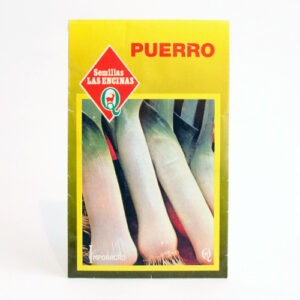 PUERRO
Semillas
LAS ENCINAS
Q
Q